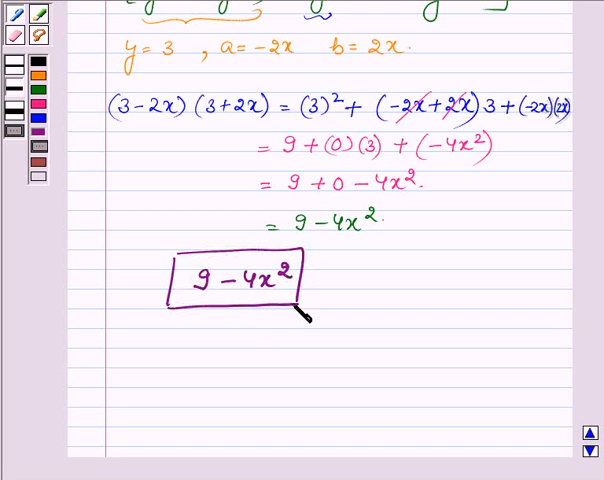 y = 3 , a = -2x b = 2x.
(3-2x) (3+2x) = (3)² + (-2x+2x) 3 + (-2x)(2x)
= 9 + (0) (3) + (-4x²)
= 9 + 0 - 4x².
= 9 - 4x².
9 - 4x²